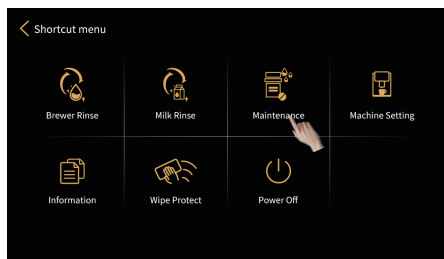 Shortcut menu
Brewer Rinse
Milk Rinse
Maintenance
Machine Setting
Information
Wipe Protect
Power Off